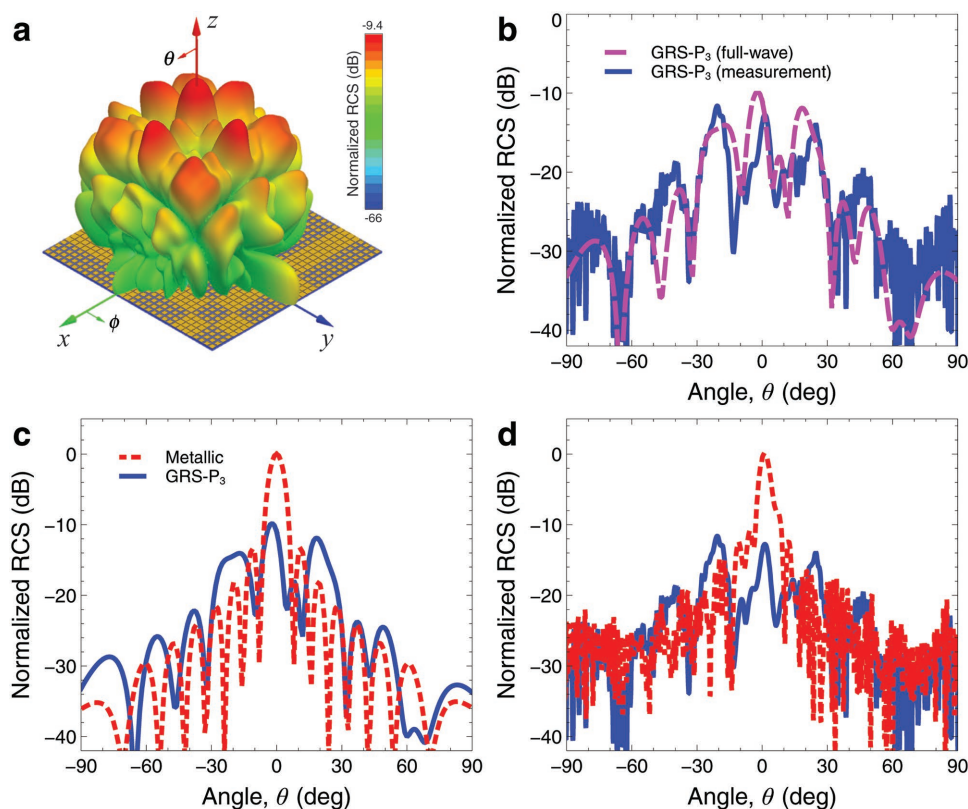 a
z
θ
-9.4
Normalized RCS (dB)
-66
x
ϕ
y
b
0
−10
−20
−30
−40
Normalized RCS (dB)
GRS-P₃ (full-wave)
GRS-P₃ (measurement)
−90 −60 −30 0 30 60 90
Angle, θ (deg)
c
0
−10
−20
−30
−40
Normalized RCS (dB)
Metallic
GRS-P₃
−90 −60 −30 0 30 60 90
Angle, θ (deg)
d
0
−10
−20
−30
−40
Normalized RCS (dB)
−90 −60 −30 0 30 60 90
Angle, θ (deg)